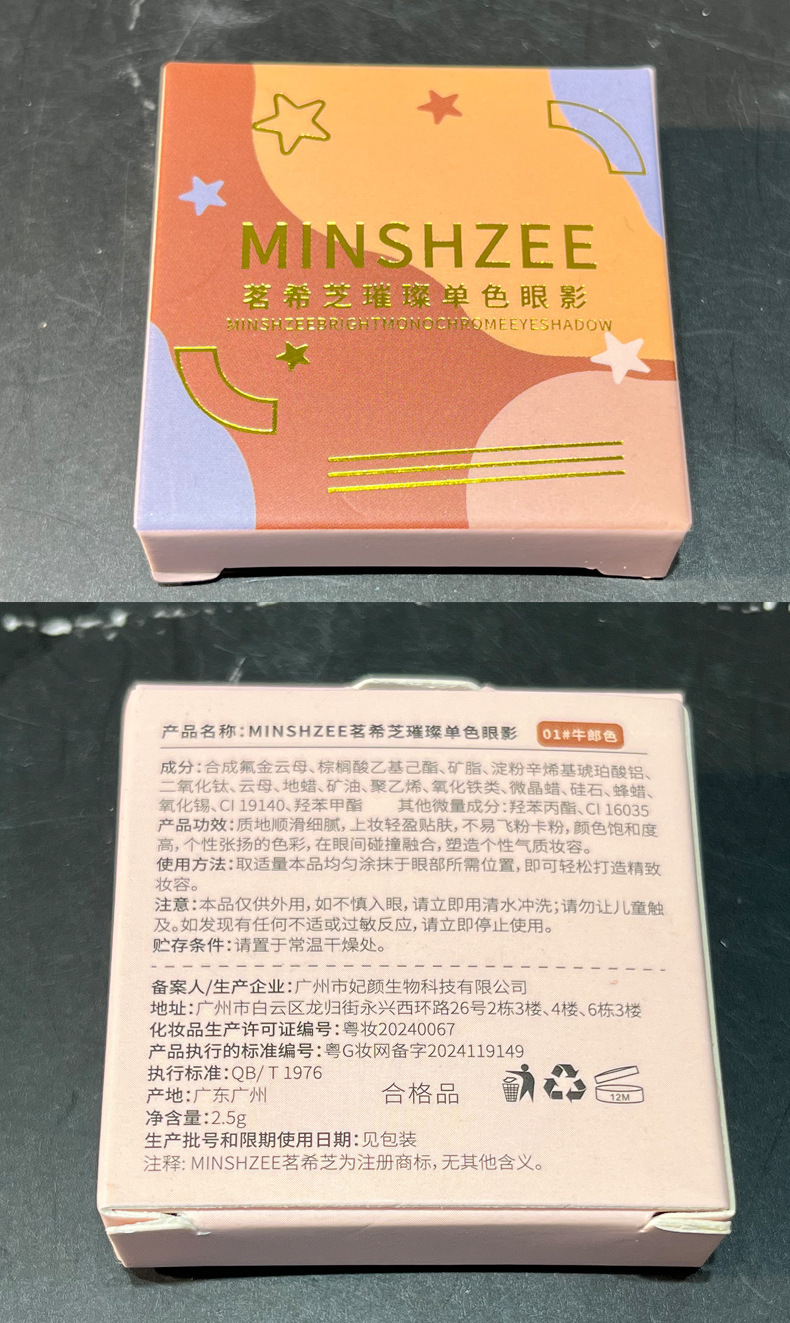 MINSHZEE
茗希芝璀璨单色眼影
MINSHZEEBRIGHTMONOCHROMEEYESHADOW
产品名称：MINSHZEE茗希芝璀璨单色眼影 01#牛郎色
成分：合成氟金云母、棕榈酸乙基己酯、矿脂、淀粉辛烯基琥珀酸铝、
二氧化钛、云母、地蜡、矿油、聚乙烯、氧化铁类、微晶蜡、硅石、蜂蜡、
氧化锡、CI 19140、羟苯甲酯 其他微量成分：羟苯丙酯、CI 16035
产品功效：质地顺滑细腻，上妆轻盈贴肤，不易飞粉卡粉，颜色饱和度
高，个性张扬的色彩，在眼间碰撞融合，塑造个性气质妆容。
使用方法：取适量本品均匀涂抹于眼部所需位置，即可轻松打造精致
妆容。
注意：本品仅供外用，如不慎入眼，请立即用清水冲洗；请勿让儿童触
及。如发现有任何不适或过敏反应，请立即停止使用。
贮存条件：请置于常温干燥处。
备案人/生产企业：广州市妃颜生物科技有限公司
地址：广州市白云区龙归街永兴西环路26号2栋3楼、4楼、6栋3楼
化妆品生产许可证编号：粤妆20240067
产品执行的标准编号：粤G妆网备字2024119149
执行标准：QB/T 1976
产地：广东广州
合格品
12M
净含量：2.5g
生产批号和限期使用日期：见包装
注释：MINSHZEE茗希芝为注册商标，无其他含义。